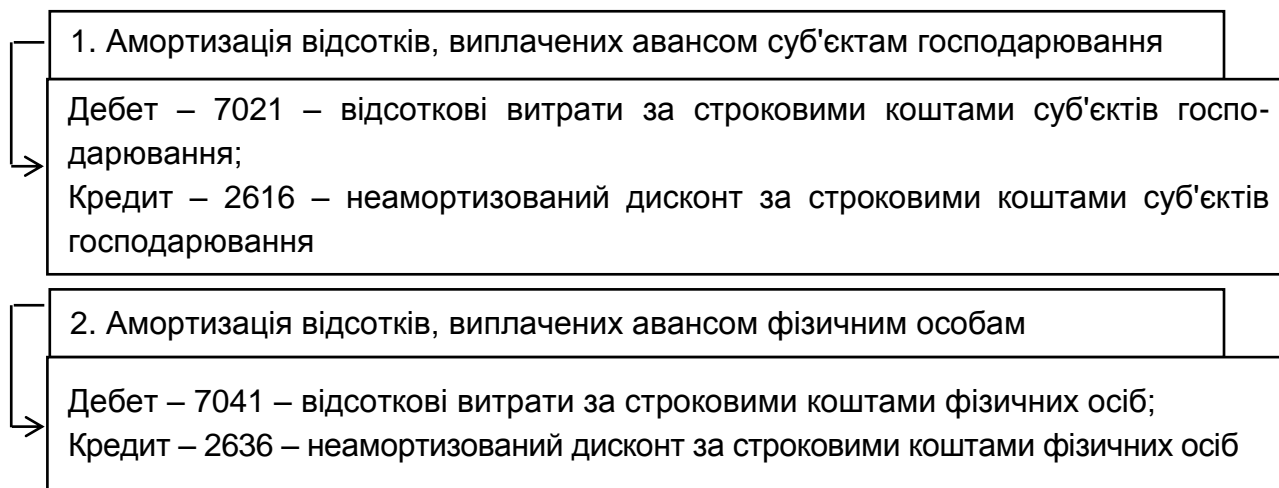 1. Амортизація відсотків, виплачених авансом суб'єктам господарювання
Дебет – 7021 – відсоткові витрати за строковими коштами суб'єктів госпо-
дарювання;
Кредит – 2616 – неамортизований дисконт за строковими коштами суб'єктів
господарювання
2. Амортизація відсотків, виплачених авансом фізичним особам
Дебет – 7041 – відсоткові витрати за строковими коштами фізичних осіб;
Кредит – 2636 – неамортизований дисконт за строковими коштами фізичних осіб